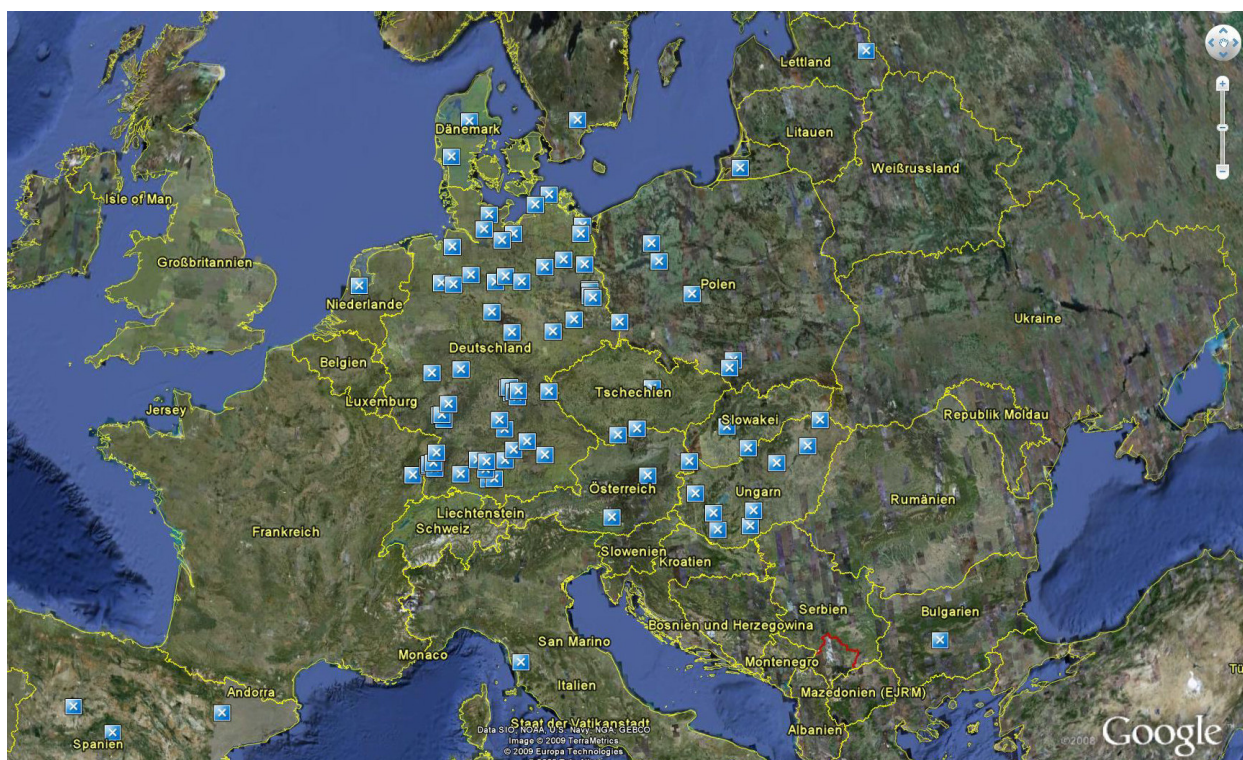 Lettland
Dänemark
Litauen
Weißrussland
Isle of Man
Großbritannien
Niederlande
Polen
Ukraine
Deutschland
Belgien
Luxemburg
Tschechien
Jersey
Slowakei
Republik Moldau
Österreich
Ungarn
Rumänien
Liechtenstein
Schweiz
Frankreich
Slowenien
Kroatien
Serbien
Bulgarien
Bosnien und Herzegowina
San Marino
Monaco
Montenegro
Andorra
Italien
Mazedonien (EJRM)
Tü
Staat der Vatikanstadt
Albanien
Spanien
Data SIO, NOAA, U.S. Navy, NGA, GEBCO
Image © 2009 TerraMetrics
© 2009 Europa Technologies
©2008 Google